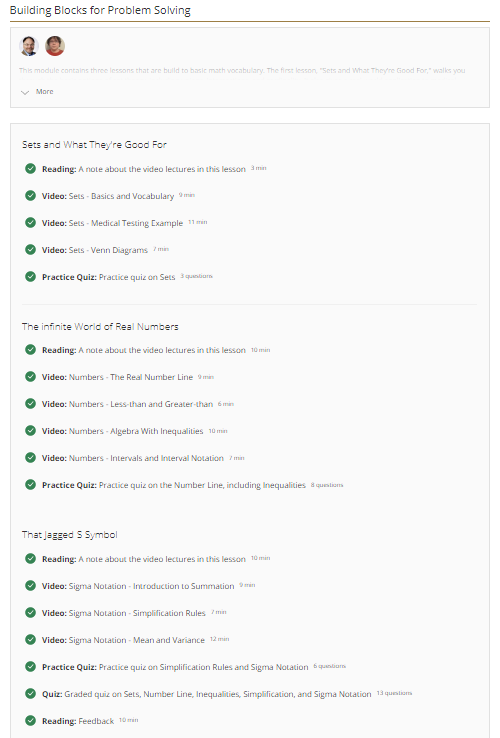 Building Blocks for Problem Solving
This module contains three lessons that are build to basic math vocabulary. The first lesson, "Sets and What They're Good For," walks you
More
Sets and What They're Good For
Reading: A note about the video lectures in this lesson 3 min
Video: Sets - Basics and Vocabulary 9 min
Video: Sets - Medical Testing Example 11 min
Video: Sets - Venn Diagrams 7 min
Practice Quiz: Practice quiz on Sets 3 questions
The infinite World of Real Numbers
Reading: A note about the video lectures in this lesson 10 min
Video: Numbers - The Real Number Line 9 min
Video: Numbers - Less-than and Greater-than 6 min
Video: Numbers - Algebra With Inequalities 10 min
Video: Numbers - Intervals and Interval Notation 7 min
Practice Quiz: Practice quiz on the Number Line, including Inequalities 8 questions
That Jagged S Symbol
Reading: A note about the video lectures in this lesson 10 min
Video: Sigma Notation - Introduction to Summation 9 min
Video: Sigma Notation - Simplification Rules 7 min
Video: Sigma Notation - Mean and Variance 12 min
Practice Quiz: Practice quiz on Simplification Rules and Sigma Notation 6 questions
Quiz: Graded quiz on Sets, Number Line, Inequalities, Simplification, and Sigma Notation 13 questions
Reading: Feedback 10 min